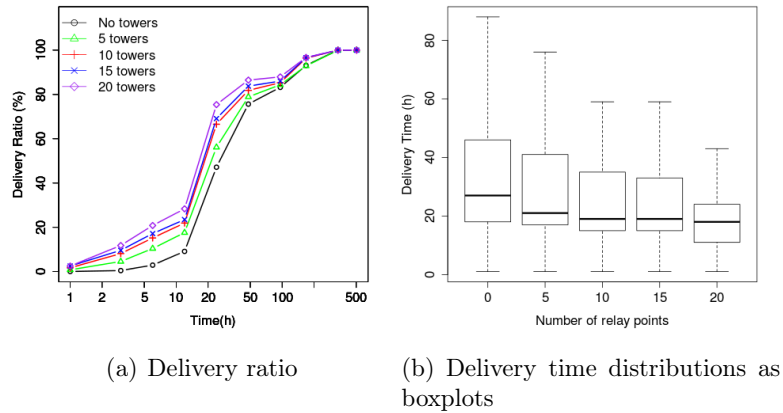 No towers
5 towers
10 towers
15 towers
20 towers
Delivery Ratio (%)
100
80
60
40
20
0
1 2 5 10 20 50 100 500
Time(h)
(a) Delivery ratio
Delivery Time (h)
80
60
40
20
0
0 5 10 15 20
Number of relay points
(b) Delivery time distributions as
boxplots